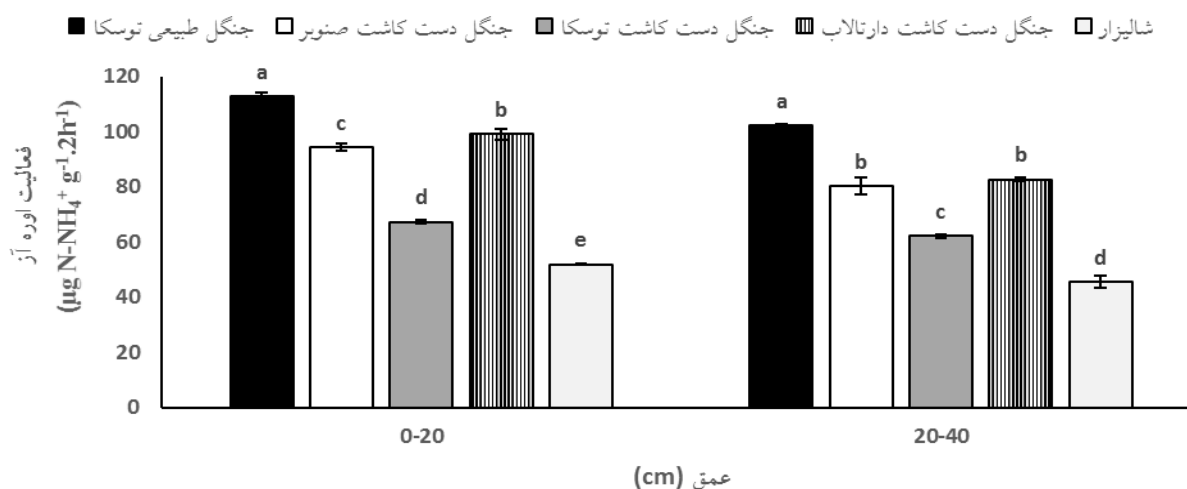 جنگل طبیعی توسکا جنگل دست کاشت صنوبر جنگل دست کاشت توسکا جنگل دست کاشت دارتالاب شالیزار
فعالیت اوره آز
(µg N-NH₄⁺ g⁻¹.2h⁻¹)
120
100
80
60
40
20
0
a
c
d
b
e
a
b
c
b
d
0-20
20-40
عمق (cm)